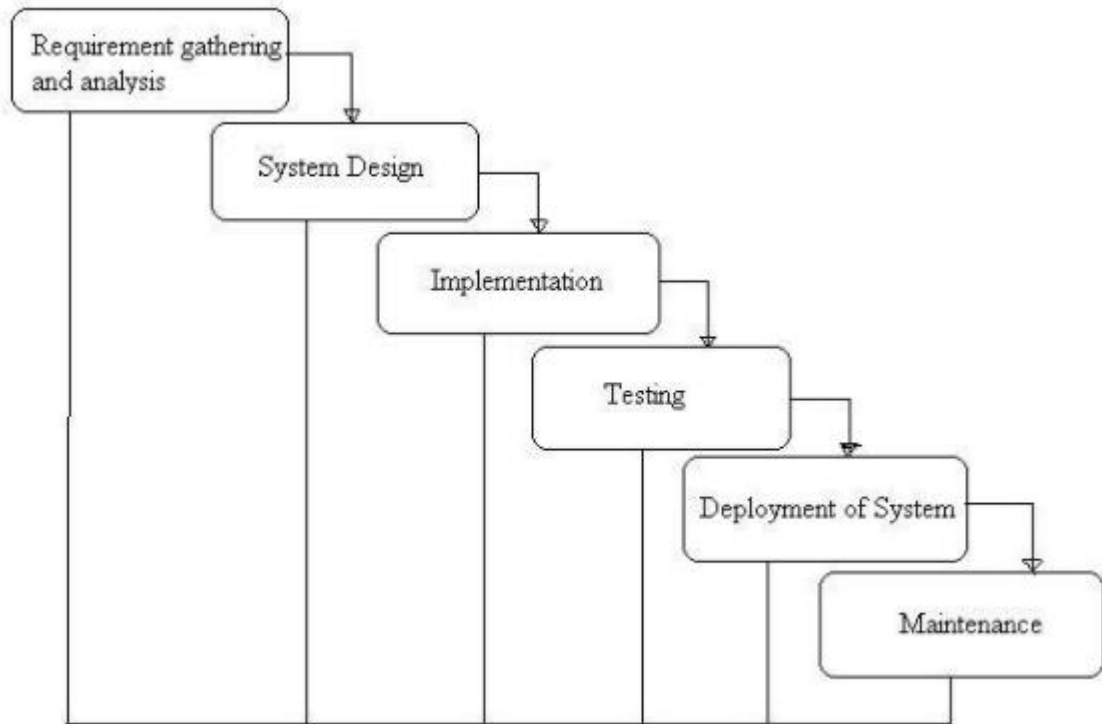 Requirement gathering
and analysis
System Design
Implementation
Testing
Deployment of System
Maintenance